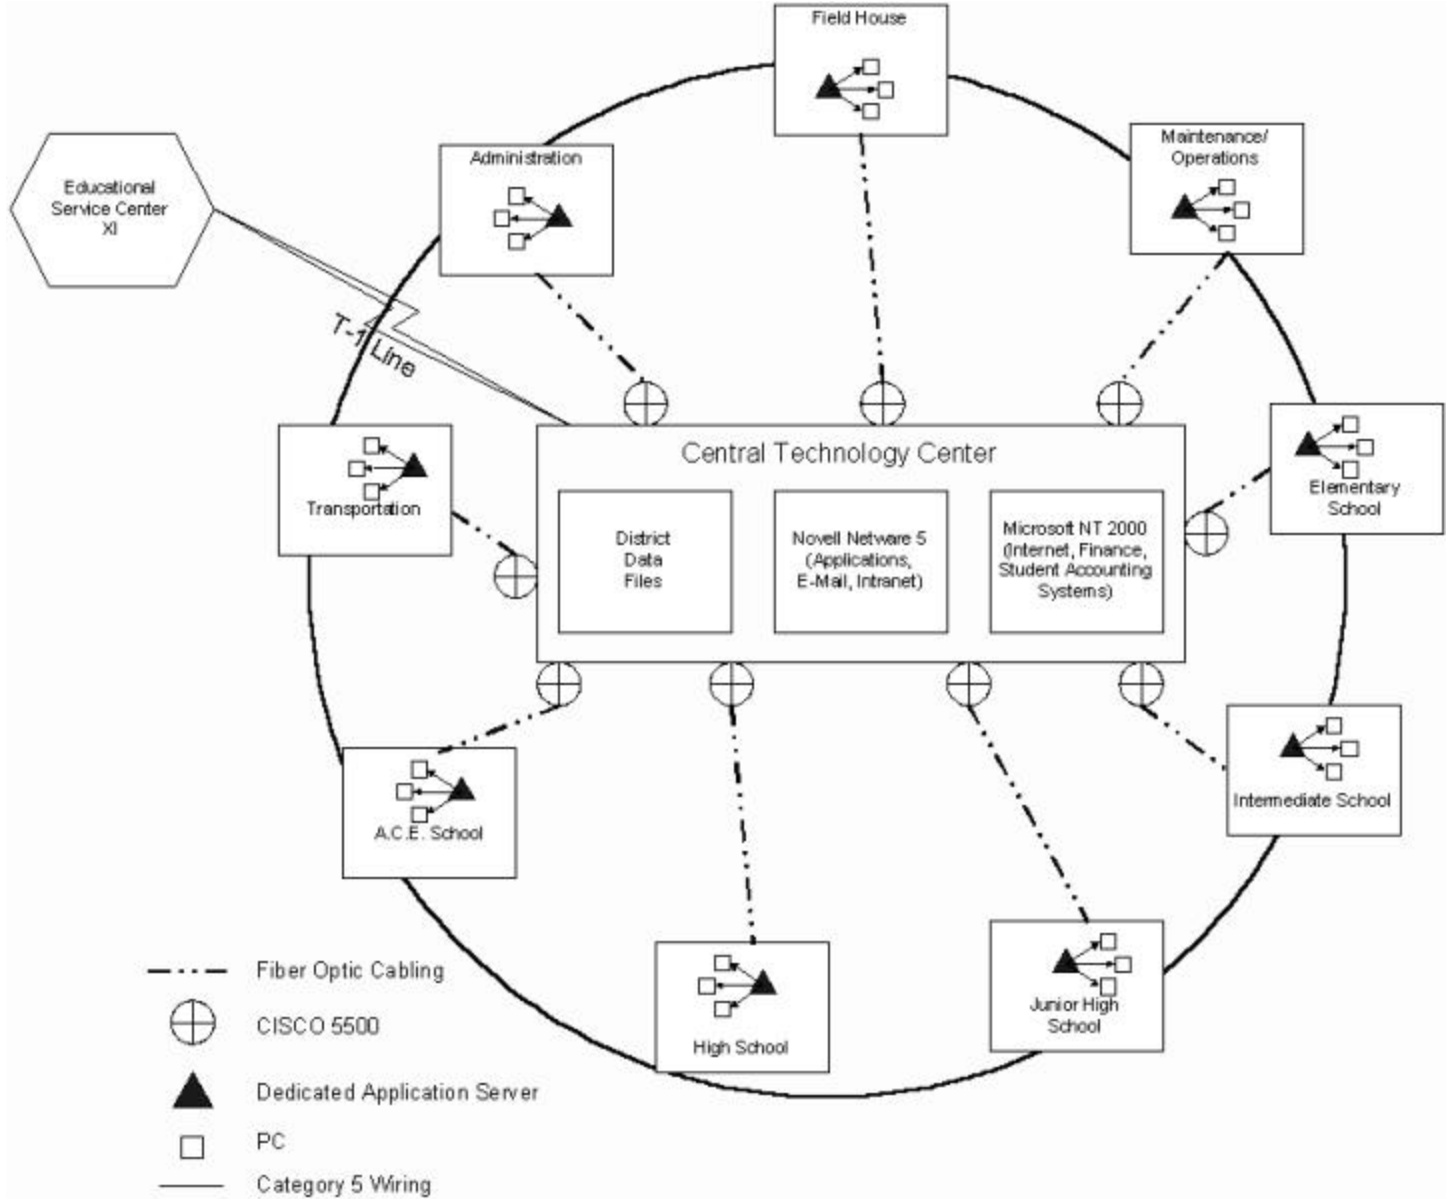 Field House
Maintenance/
Operations
Administration
Educational
Service Center
XI
T-1 Line
Central Technology Center
District
Data
Files
Novell Netware 5
(Applications,
E-Mail, Intranet)
Microsoft NT 2000
(Internet, Finance,
Student Accounting
Systems)
Elementary
School
Transportation
Intermediate School
A.C.E. School
High School
Junior High
School
Fiber Optic Cabling
CISCO 5500
Dedicated Application Server
PC
Category 5 Wiring